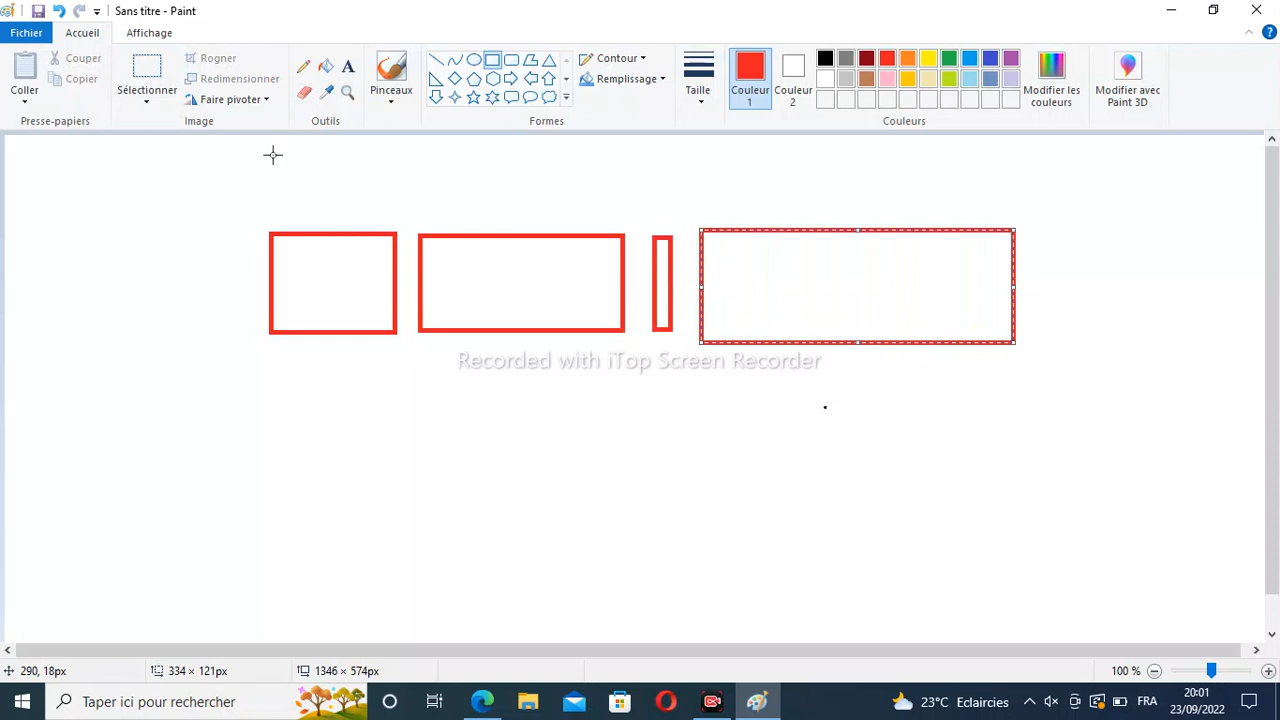 Sans titre - Paint
Fichier Accueil Affichage
Coller
Couper
Copier
Presse-papiers
Sélectionner
Rogner
Redimensionner
Faire pivoter
Image
A
Outils
Pinceaux
Contour
Remplissage
Formes
Taille
Couleur 1
Couleur 2
Modifier les couleurs
Couleurs
Modifier avec Paint 3D
Recorded with iTop Screen Recorder
290, 18px 334 × 121px 1346 × 574px 100 %
Taper ici pour rechercher 23°C Eclaircies FRA 20:01
23/09/2022